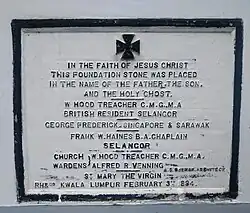 IN THE FAITH OF JESUS CHRIST
THIS FOUNDATION STONE WAS PLACED
IN THE NAME OF THE FATHER, THE SON,
AND THE HOLY GHOST.
W. HOOD TREACHER C.M.G.M.A
BRITISH RESIDENT SELANGOR
GEORGE FREDERICK. SINGAPORE & SARAWAK
FRANK W. HAINES B.A. CHAPLAIN
SELANGOR
CHURCH W. HOOD TREACHER C.M.G.M.A.
WARDENS ALFRED R. VENNING
ST MARY THE VIRGIN
KWALA LUMPUR FEBRUARY 3RD